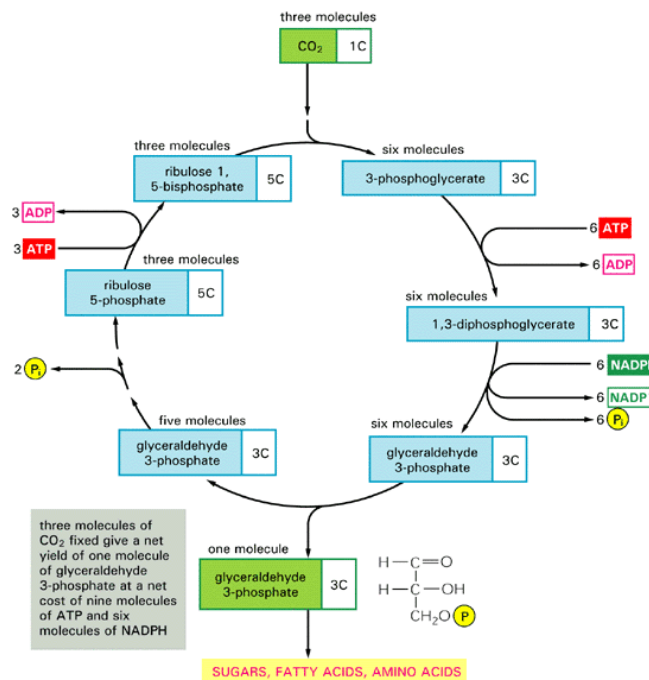 three molecules
CO₂ 1C
three molecules
ribulose 1,
5-bisphosphate
5C
six molecules
3-phosphoglycerate 3C
3 ADP
3 ATP
6 ATP
6 ADP
three molecules
ribulose
5-phosphate
5C
six molecules
1,3-diphosphoglycerate 3C
2 Pᵢ
6 NADPH
6 NADP
6 Pᵢ
five molecules
glyceraldehyde
3-phosphate
3C
six molecules
glyceraldehyde
3-phosphate
3C
three molecules of
CO₂ fixed give a net
yield of one molecule
of glyceraldehyde
3-phosphate at a net
cost of nine molecules
of ATP and six
molecules of NADPH
one molecule
glyceraldehyde
3-phosphate
3C
H—C=O
H—C—OH
CH₂O P
SUGARS, FATTY ACIDS, AMINO ACIDS